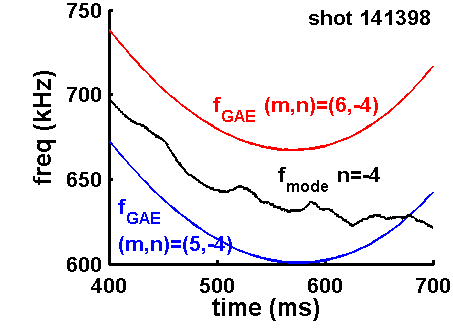 shot 141398
750
700
650
600
freq (kHz)
f_GAE (m,n)=(6,-4)
f_mode n=-4
f_GAE
(m,n)=(5,-4)
400 500 600 700
time (ms)